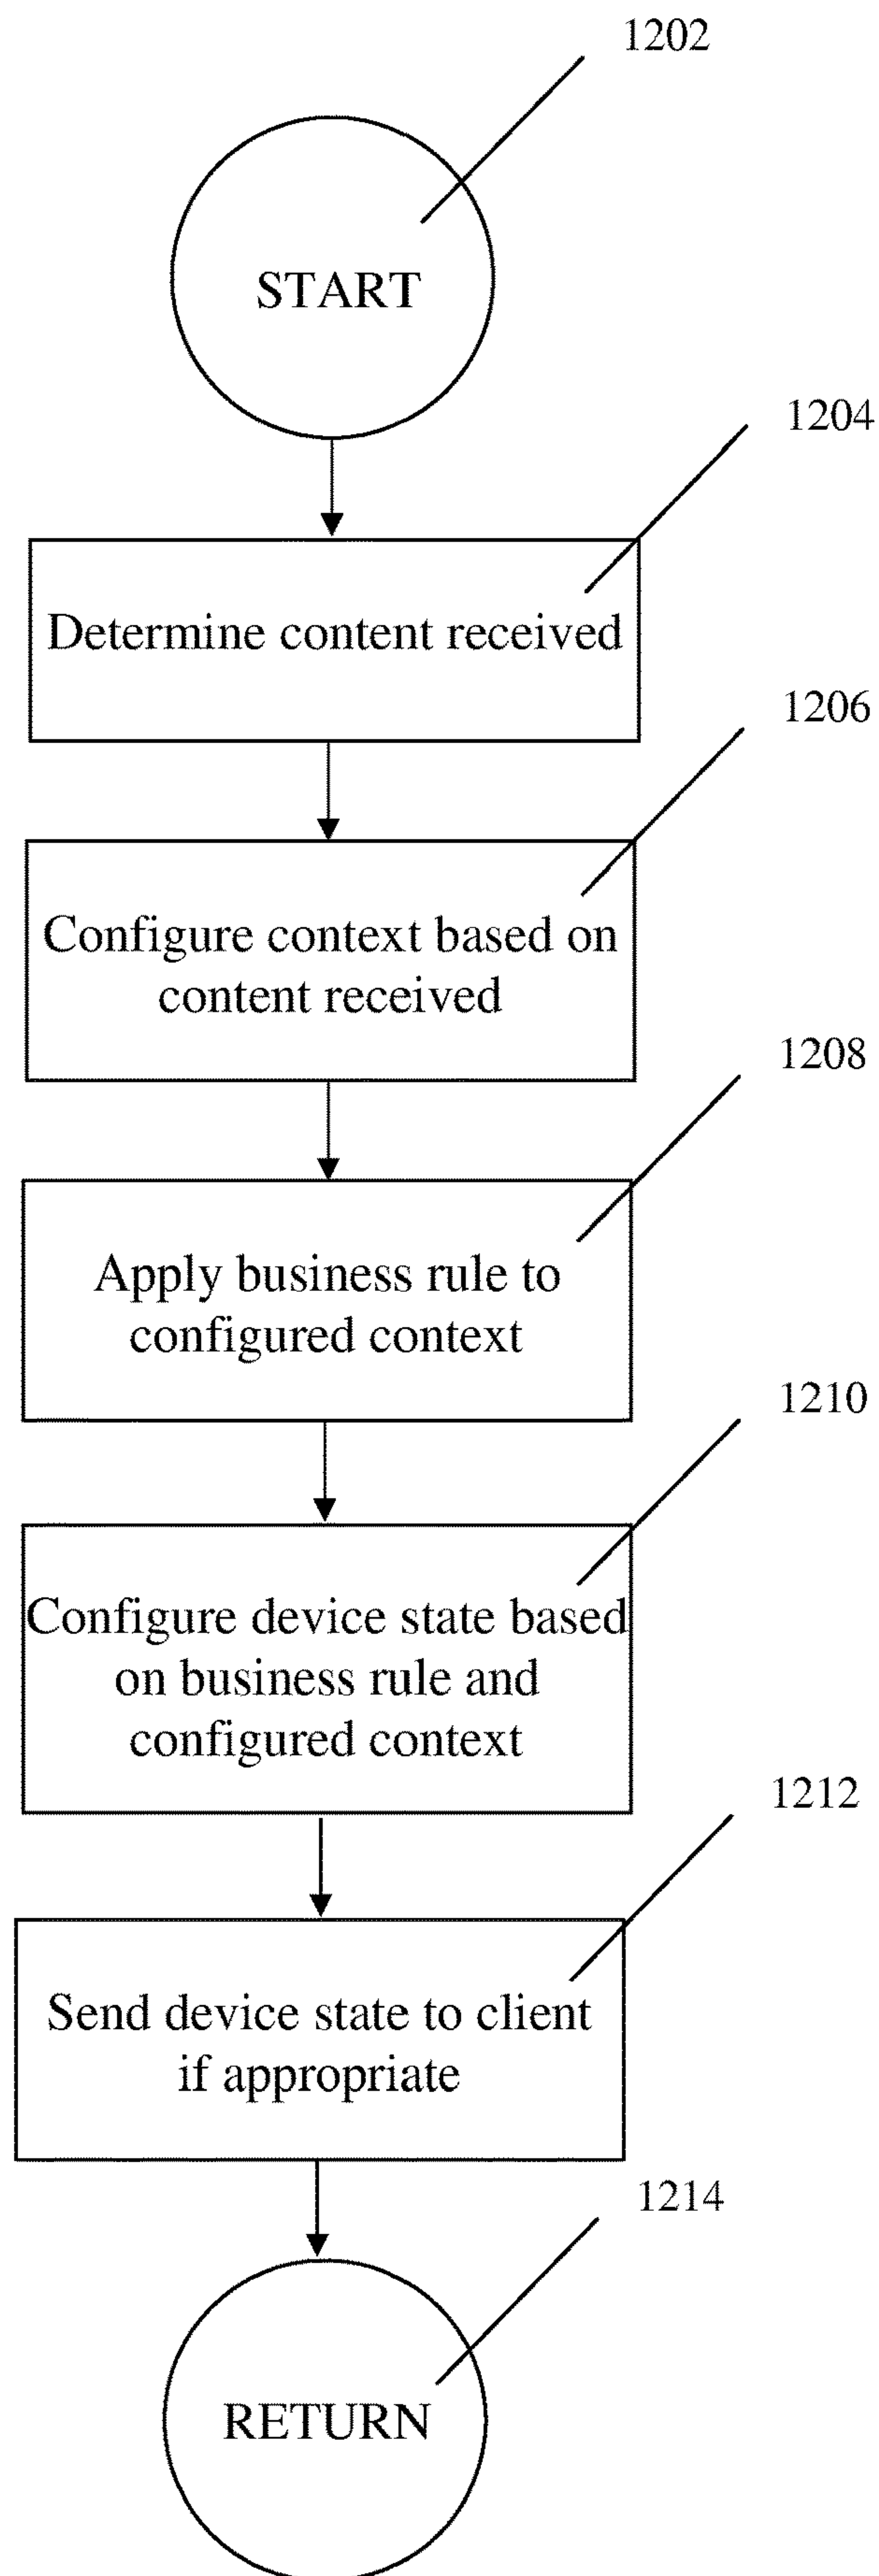 1202
START
1204
Determine content received
1206
Configure context based on
content received
1208
Apply business rule to
configured context
1210
Configure device state based
on business rule and
configured context
1212
Send device state to client
if appropriate
1214
RETURN